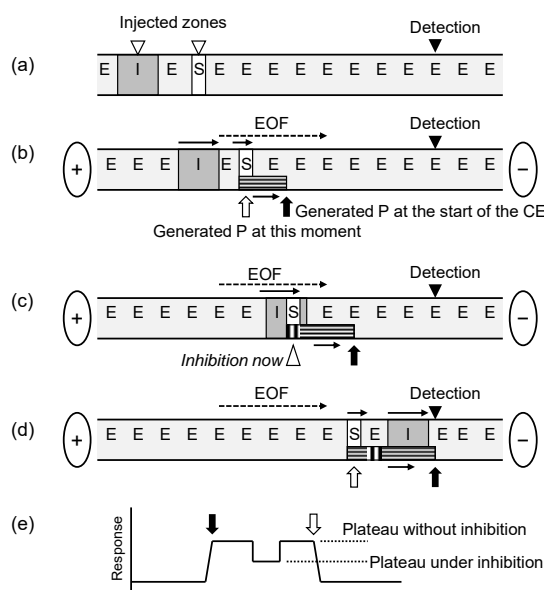 Injected zones
Detection
(a) E I E S E E E E E E E E E E E
EOF
Detection
(b) + E E E I E S E E E E E E E E E −
Generated P at the start of the CE
Generated P at this moment
EOF
Detection
(c) + E E E E E E I S E E E E E E E −
Inhibition now
EOF
Detection
(d) + E E E E E E E E E S E I E E E −
(e)
Response
Plateau without inhibition
Plateau under inhibition